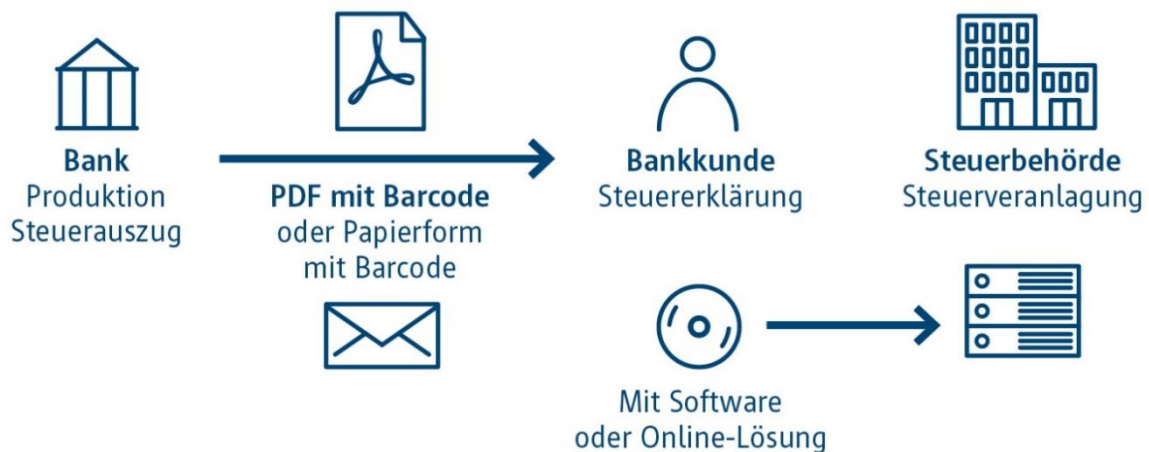 Bank
Produktion
Steuerauszug
PDF mit Barcode
oder Papierform
mit Barcode
Bankkunde
Steuererklärung
Steuerbehörde
Steuerveranlagung
Mit Software
oder Online-Lösung